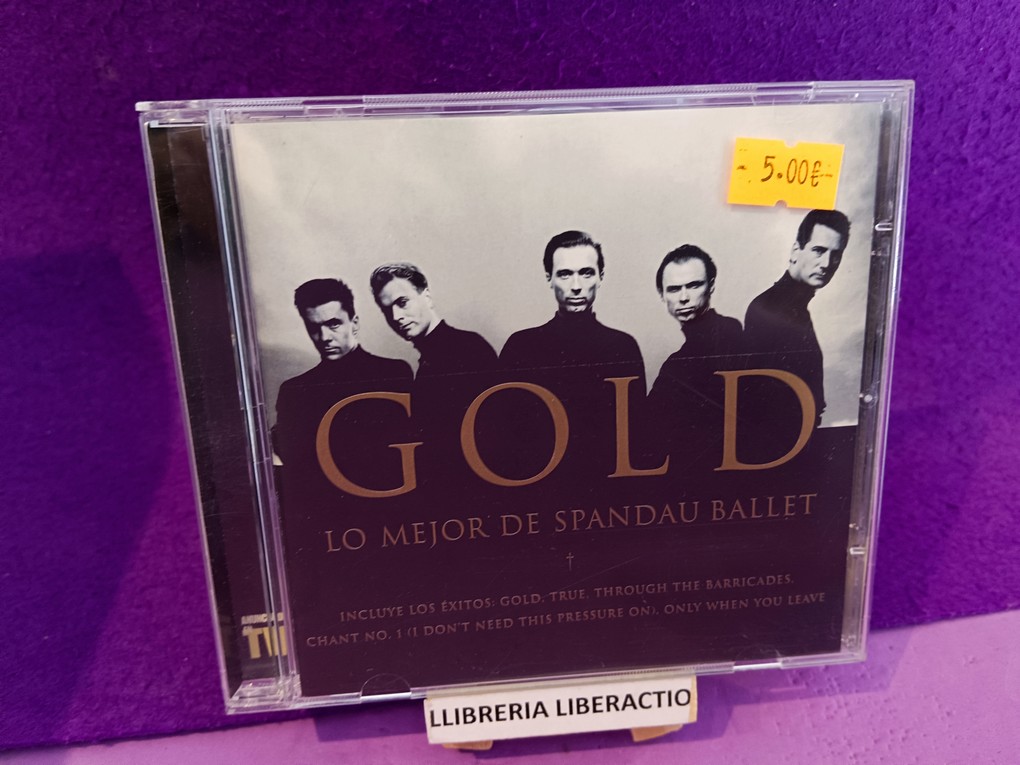 5.00€
GOLD
LO MEJOR DE SPANDAU BALLET
INCLUYE LOS ÉXITOS: GOLD, TRUE, THROUGH THE BARRICADES,
CHANT NO. 1 (I DON'T NEED THIS PRESSURE ON), ONLY WHEN YOU LEAVE
LLIBRERIA LIBERACTIO